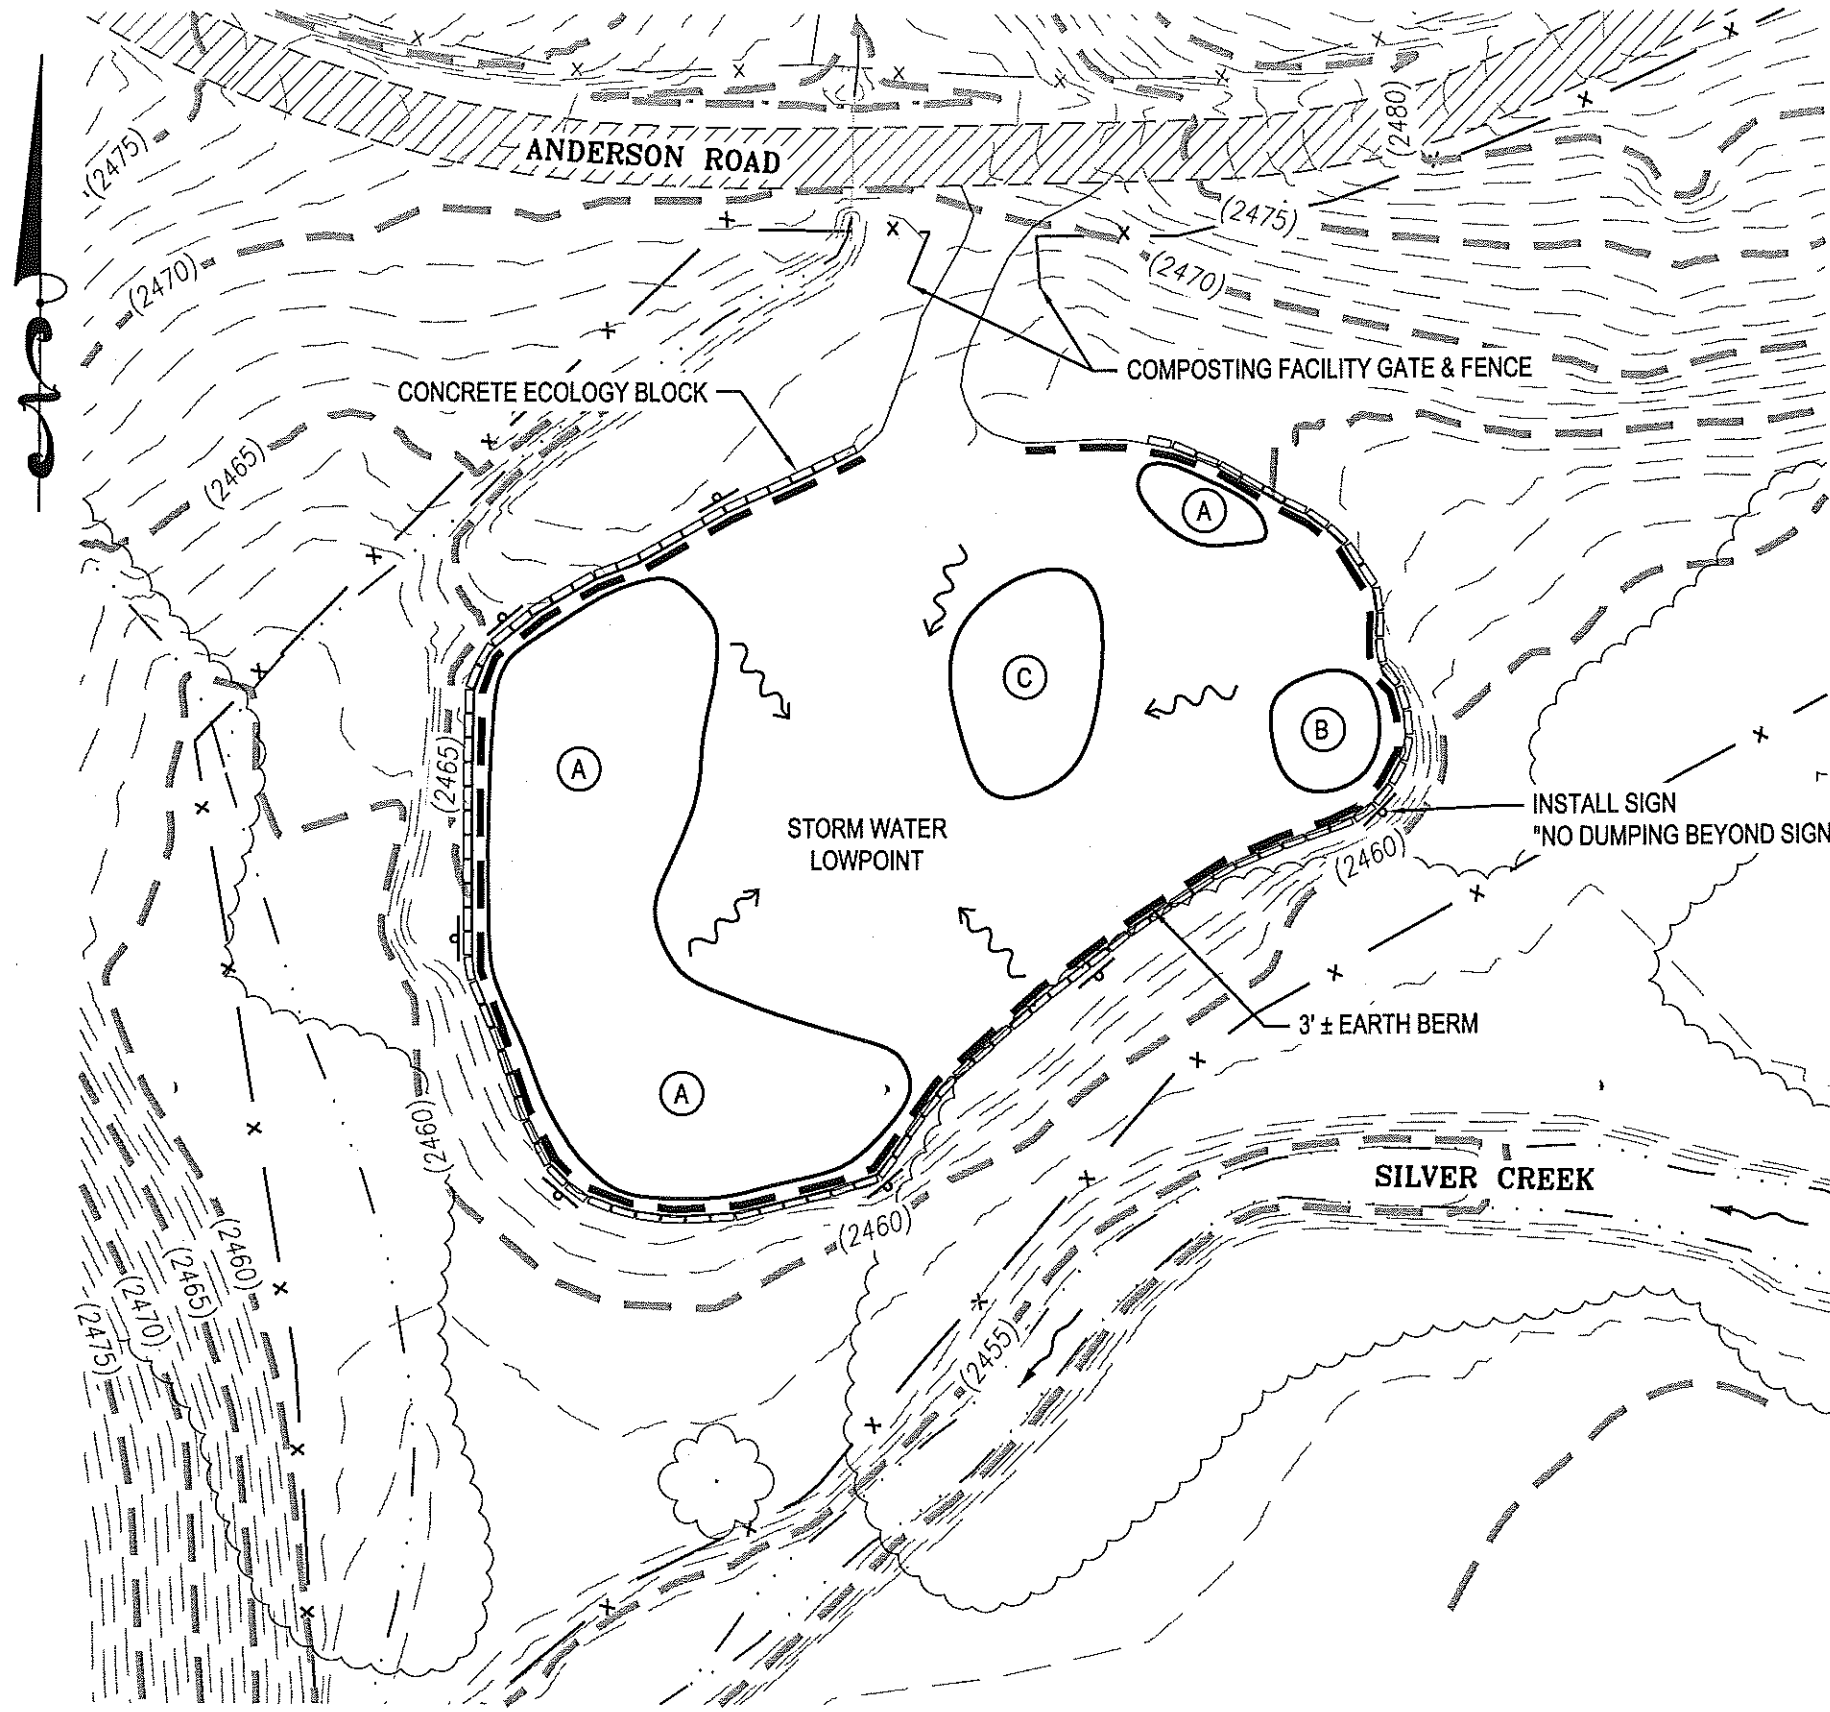 ANDERSON ROAD
(2480)
(2475)
(2475)
(2470)
(2470)
COMPOSTING FACILITY GATE & FENCE
CONCRETE ECOLOGY BLOCK
(2465)
A
C
B
A
(2465)
STORM WATER
LOWPOINT
INSTALL SIGN
"NO DUMPING BEYOND SIGN
(2460)
3' ± EARTH BERM
A
(2460)
SILVER CREEK
(2460)
(2460)
(2465)
(2470)
(2475)
(2455)